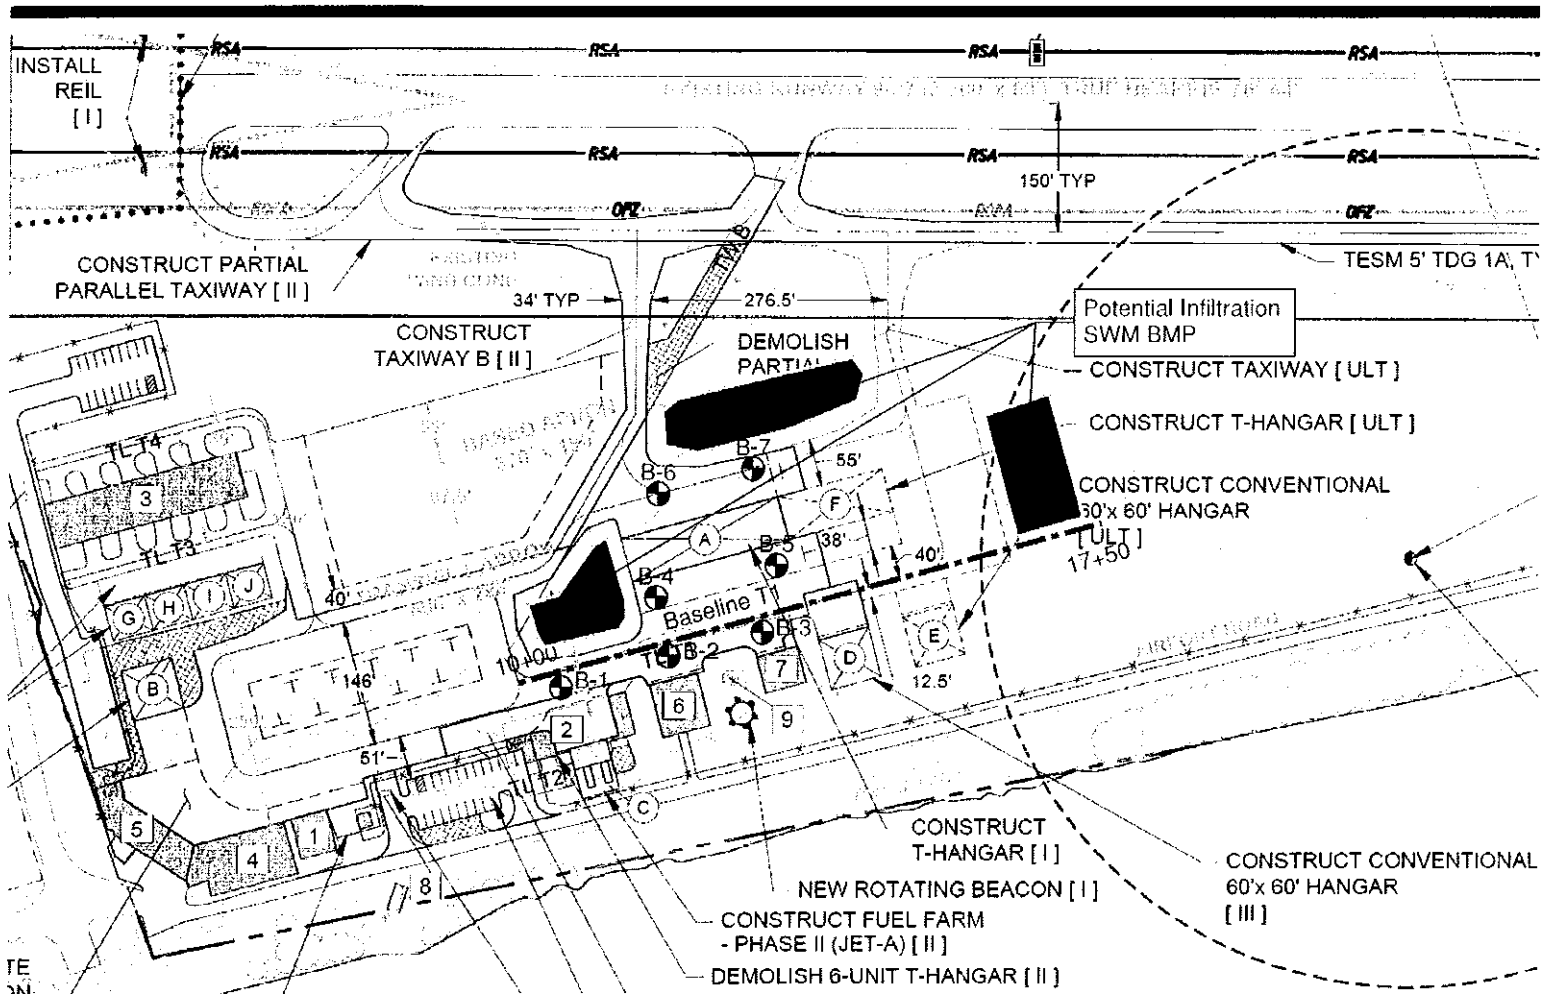 RSA
RSA
RSA
RSA
INSTALL
REIL
[ I ]
RSA
RSA
RSA
RSA
150' TYP
OFZ
OFZ
TW B
CONSTRUCT PARTIAL
PARALLEL TAXIWAY [ II ]
TESM 5' TDG 1A,
34' TYP
276.5'
Potential Infiltration
SWM BMP
CONSTRUCT
TAXIWAY B [ II ]
DEMOLISH
CONSTRUCT TAXIWAY [ ULT ]
CONSTRUCT T-HANGAR [ ULT ]
TL-T4
B-7
55'
B-6
3
F
CONSTRUCT CONVENTIONAL
60'x 60' HANGAR
[ ULT ]
TL-T3
A
38'
B-5
40'
17+50
G
H
I
J
40'
B-4
Baseline
B-3
E
10+00
B-2
B
146'
B-1
7
D
12.5'
6
9
2
51'
T2
C
5
1
4
8
CONSTRUCT
T-HANGAR [ I ]
CONSTRUCT CONVENTIONAL
60'x 60' HANGAR
[ III ]
NEW ROTATING BEACON [ I ]
CONSTRUCT FUEL FARM
- PHASE II (JET-A) [ II ]
DEMOLISH 6-UNIT T-HANGAR [ II ]